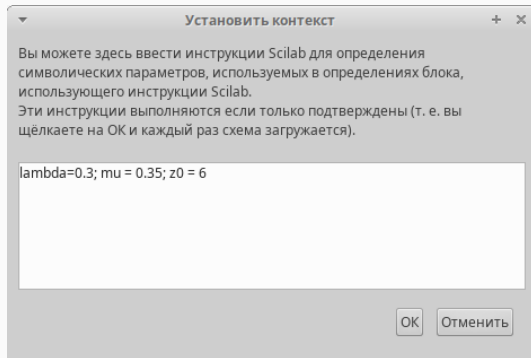 Установить контекст
Вы можете здесь ввести инструкции Scilab для определения
символических параметров, используемых в определениях блока,
использующего инструкции Scilab.
Эти инструкции выполняются если только подтверждены (т. е. вы
щёлкаете на ОК и каждый раз схема загружается).
lambda=0.3; mu = 0.35; z0 = 6
ОК Отменить